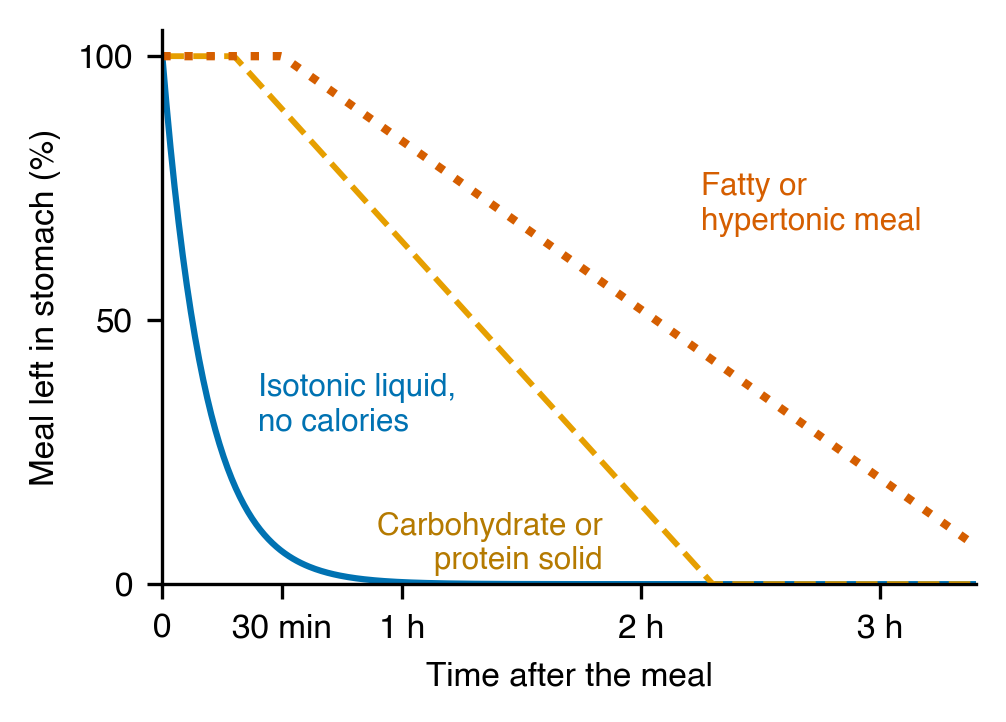 100
50
0
Meal left in stomach (%)
Fatty or
hypertonic meal
Isotonic liquid,
no calories
Carbohydrate or
protein solid
0 30 min 1 h 2 h 3 h
Time after the meal